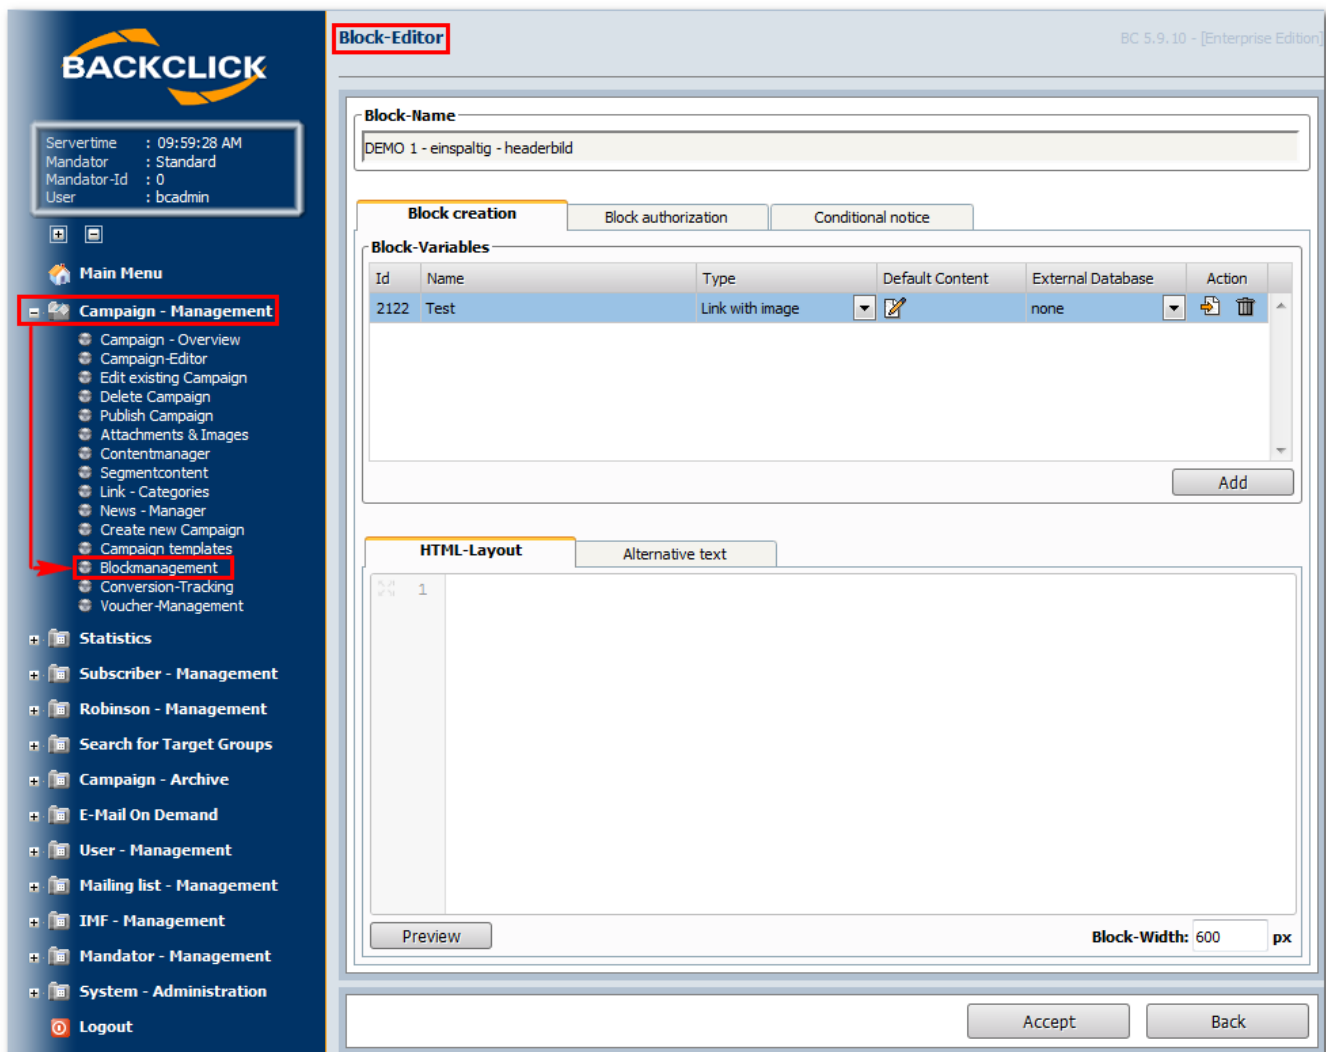 BACKCLICK
Servertime : 09:59:28 AM
Mandator : Standard
Mandator-Id : 0
User : bcadmin
Main Menu
Campaign - Management
Campaign - Overview
Campaign-Editor
Edit existing Campaign
Delete Campaign
Publish Campaign
Attachments & Images
Contentmanager
Segmentcontent
Link - Categories
News - Manager
Create new Campaign
Campaign templates
Blockmanagement
Conversion-Tracking
Voucher-Management
Statistics
Subscriber - Management
Robinson - Management
Search for Target Groups
Campaign - Archive
E-Mail On Demand
User - Management
Mailing list - Management
IMF - Management
Mandator - Management
System - Administration
Logout
Block-Editor
BC 5.9.10 - [Enterprise Edition]
Block-Name
DEMO 1 - einspaltig - headerbild
Block creation Block authorization Conditional notice
Block-Variables
Id Name Type Default Content External Database Action
2122 Test Link with image none
Add
HTML-Layout Alternative text
1
Preview Block-Width: 600 px
Accept Back